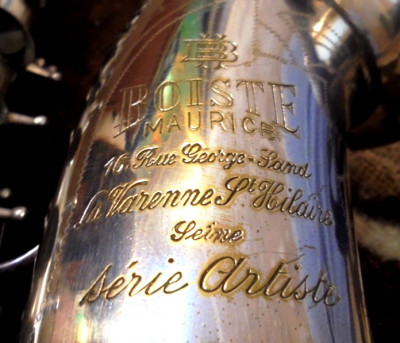 BOISTE
MAURICE
16, Rue George-Sand
La Varenne St Hilaire
Seine
série Artiste